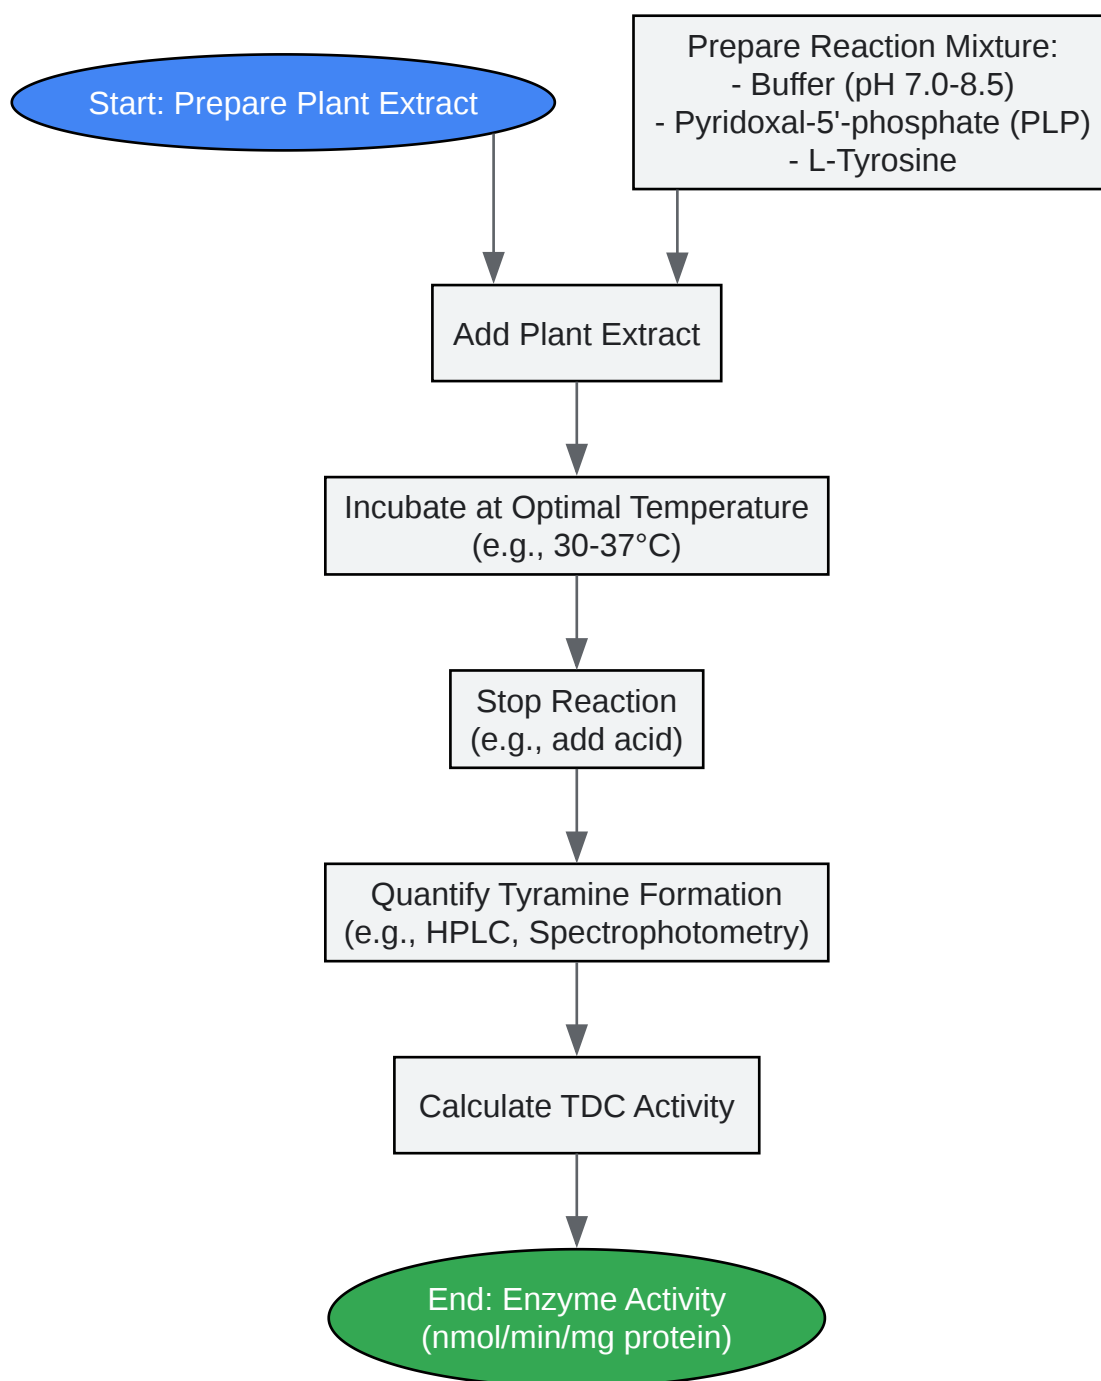 Start: Prepare Plant Extract
Prepare Reaction Mixture:
- Buffer (pH 7.0-8.5)
- Pyridoxal-5'-phosphate (PLP)
- L-Tyrosine
Add Plant Extract
Incubate at Optimal Temperature
(e.g., 30-37°C)
Stop Reaction
(e.g., add acid)
Quantify Tyramine Formation
(e.g., HPLC, Spectrophotometry)
Calculate TDC Activity
End: Enzyme Activity
(nmol/min/mg protein)